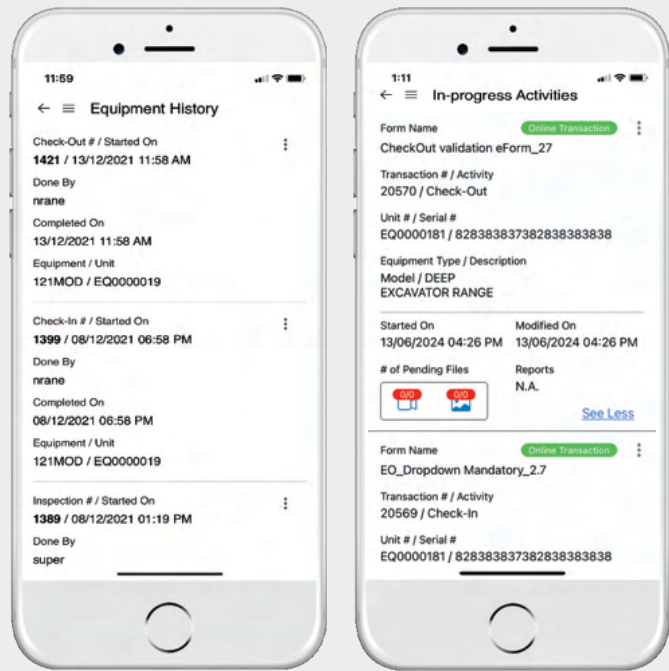 11:59
Equipment History
Check-Out # / Started On
1421 / 13/12/2021 11:58 AM
Done By
nrane
Completed On
13/12/2021 11:58 AM
Equipment / Unit
121MOD / EQ0000019
Check-In # / Started On
1399 / 08/12/2021 06:58 PM
Done By
nrane
Completed On
08/12/2021 06:58 PM
Equipment / Unit
121MOD / EQ0000019
Inspection # / Started On
1389 / 08/12/2021 01:19 PM
Done By
super
1:11
In-progress Activities
Form Name
Online Transaction
CheckOut validation eForm_27
Transaction # / Activity
20570 / Check-Out
Unit # / Serial #
EQ0000181 / 828383837382838383838
Equipment Type / Description
Model / DEEP
EXCAVATOR RANGE
Started On Modified On
13/06/2024 04:26 PM 13/06/2024 04:26 PM
# of Pending Files Reports
N.A.
0/0 0/0
See Less
Form Name
Online Transaction
EO_Dropdown Mandatory_2.7
Transaction # / Activity
20569 / Check-In
Unit # / Serial #
EQ0000181 / 828383837382838383838